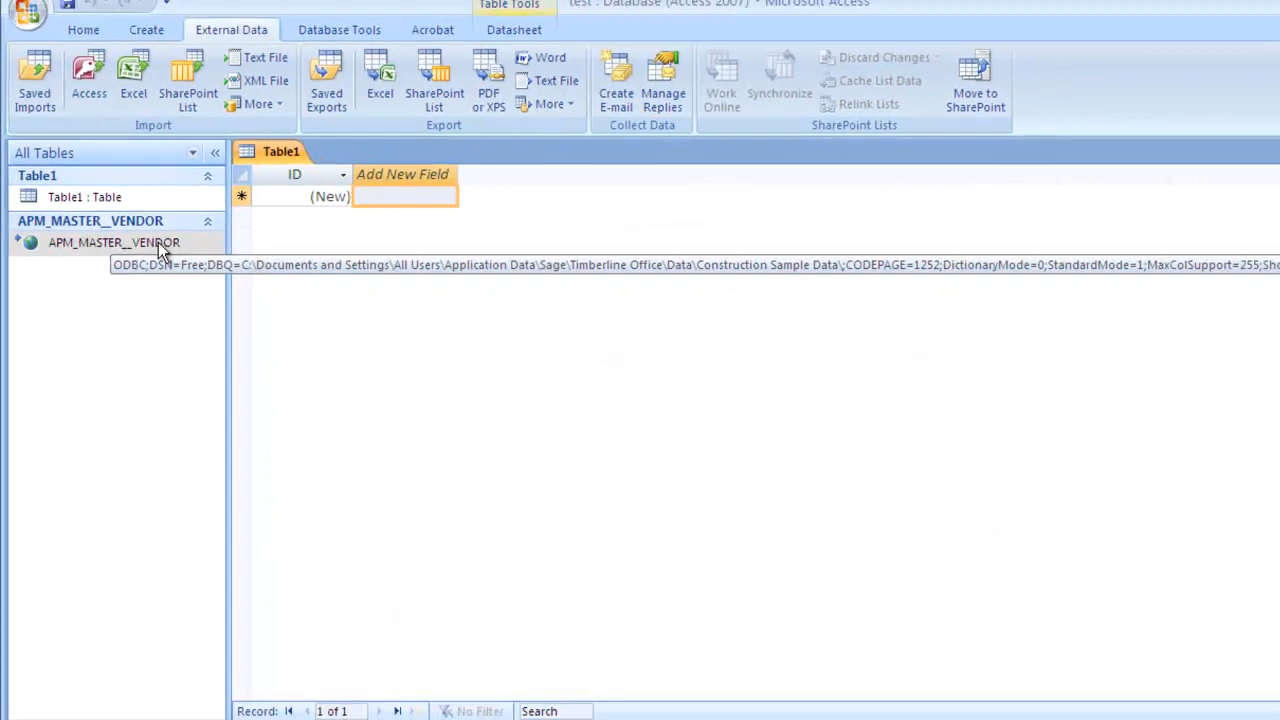 Table Tools
test : Database (Access 2007) - Microsoft Access
Home
Create
External Data
Database Tools
Acrobat
Datasheet
Saved Imports
Access
Excel
SharePoint List
Text File
XML File
More
Import
Saved Exports
Excel
SharePoint List
PDF or XPS
Word
Text File
More
Export
Create E-mail
Manage Replies
Collect Data
Work Online
Synchronize
Discard Changes
Cache List Data
Relink Lists
Move to SharePoint
SharePoint Lists
All Tables
«
Table1
Table1 : Table
APM_MASTER__VENDOR
APM_MASTER__VENDOR
Table1
ID
Add New Field
(New)
ODBC;DSN=Free;DBQ=C:\Documents and Settings\All Users\Application Data\Sage\Timberline Office\Data\Construction Sample Data\;CODEPAGE=1252;DictionaryMode=0;StandardMode=1;MaxColSupport=255;Sho
Record:
1 of 1
No Filter
Search